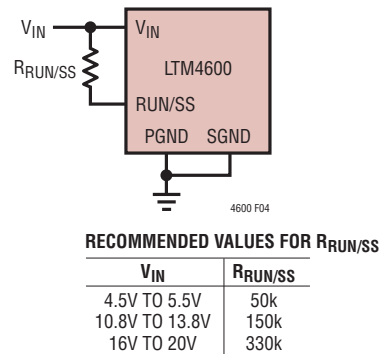 VIN
VIN
RRUN/SS
LTM4600
RUN/SS
PGND SGND
4600 F04
RECOMMENDED VALUES FOR RRUN/SS
VIN RRUN/SS
4.5V TO 5.5V 50k
10.8V TO 13.8V 150k
16V TO 20V 330k